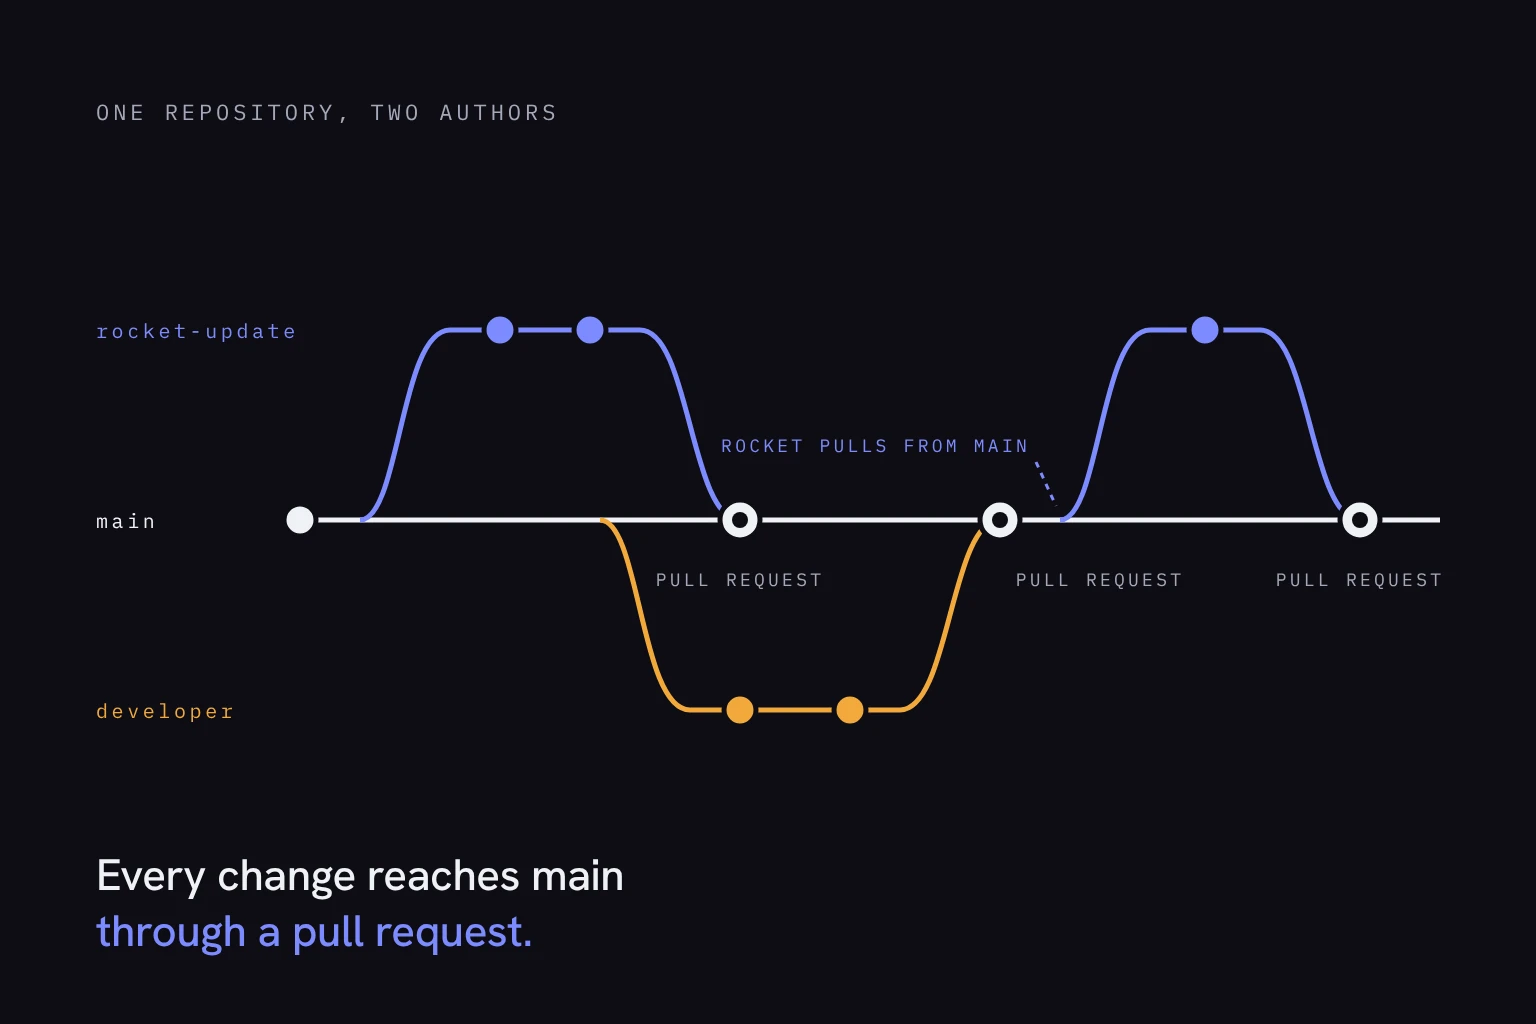 ONE REPOSITORY, TWO AUTHORS
rocket-update
ROCKET PULLS FROM MAIN
main
PULL REQUEST
PULL REQUEST
PULL REQUEST
developer
Every change reaches main
through a pull request.